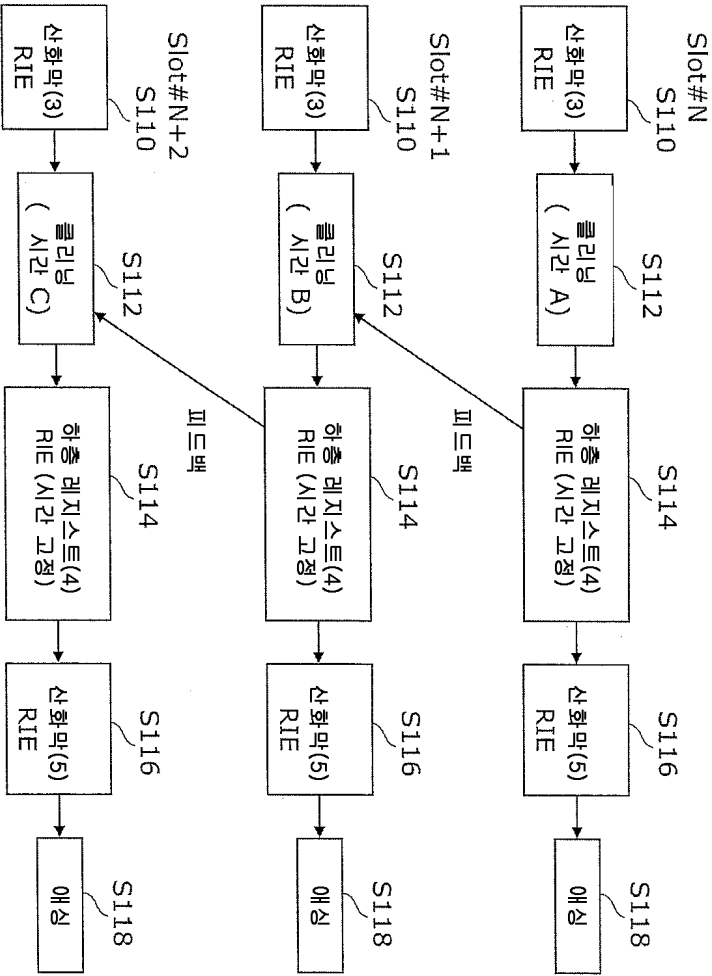 Slot#N
S110
산화막(3)
RIE
S112
클리닝
( 시간 A)
S114
하층 레지스트(4)
RIE (시간 고정)
S116
산화막(5)
RIE
S118
애싱
피드백
Slot#N+1
S110
산화막(3)
RIE
S112
클리닝
( 시간 B)
S114
하층 레지스트(4)
RIE (시간 고정)
S116
산화막(5)
RIE
S118
애싱
피드백
Slot#N+2
S110
산화막(3)
RIE
S112
클리닝
( 시간 C)
S114
하층 레지스트(4)
RIE (시간 고정)
S116
산화막(5)
RIE
S118
애싱